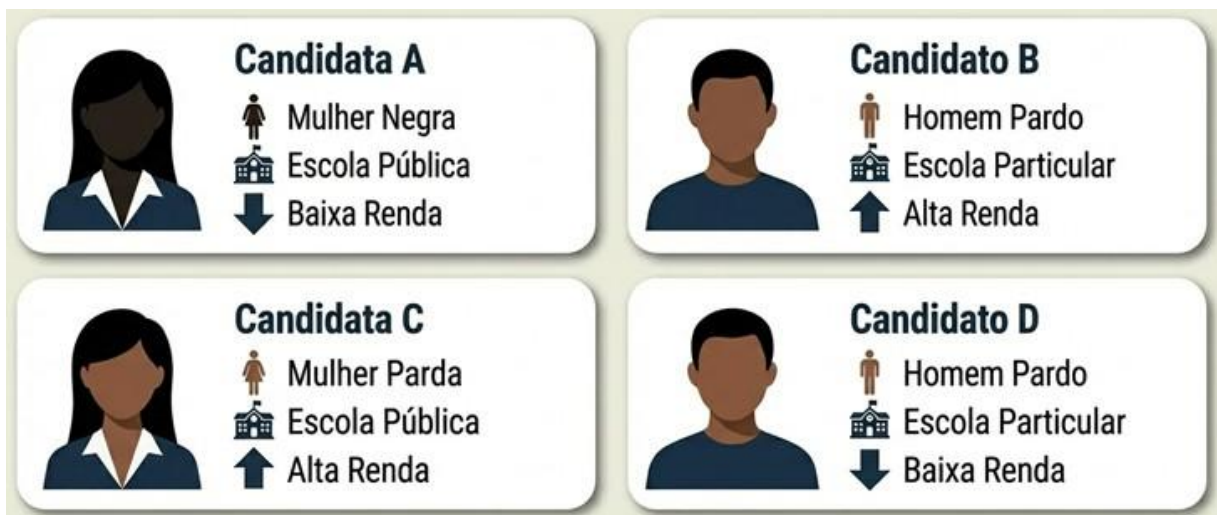 Candidata A
Mulher Negra
Escola Pública
Baixa Renda
Candidato B
Homem Pardo
Escola Particular
Alta Renda
Candidata C
Mulher Parda
Escola Pública
Alta Renda
Candidato D
Homem Pardo
Escola Particular
Baixa Renda